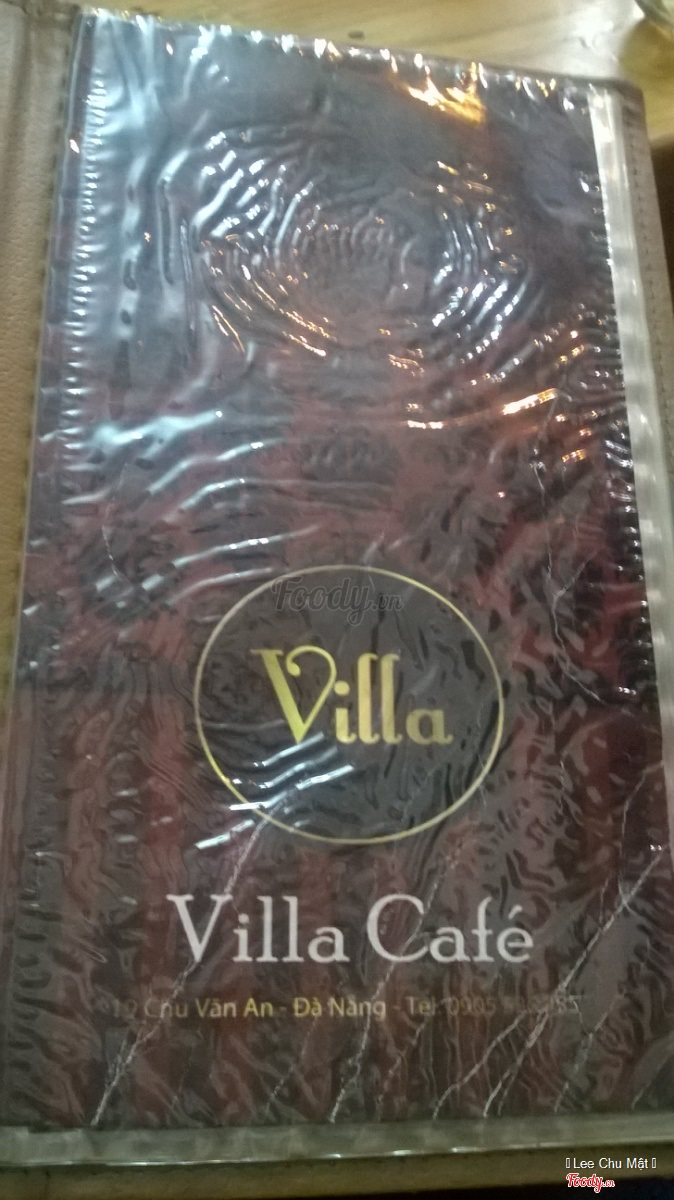 Foody.vn
Villa
Villa Café
Chu Văn An - Đà Nẵng - Tel: 0905
Lee Chu Mật
Foody.vn